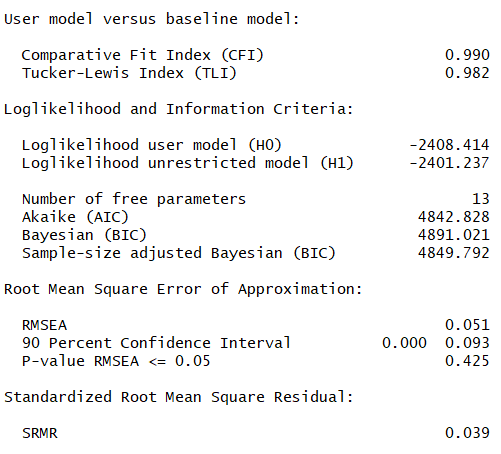 User model versus baseline model:
Comparative Fit Index (CFI) 0.990
Tucker-Lewis Index (TLI) 0.982
Loglikelihood and Information Criteria:
Loglikelihood user model (H0) -2408.414
Loglikelihood unrestricted model (H1) -2401.237
Number of free parameters 13
Akaike (AIC) 4842.828
Bayesian (BIC) 4891.021
Sample-size adjusted Bayesian (BIC) 4849.792
Root Mean Square Error of Approximation:
RMSEA 0.051
90 Percent Confidence Interval 0.000 0.093
P-value RMSEA <= 0.05 0.425
Standardized Root Mean Square Residual:
SRMR 0.039